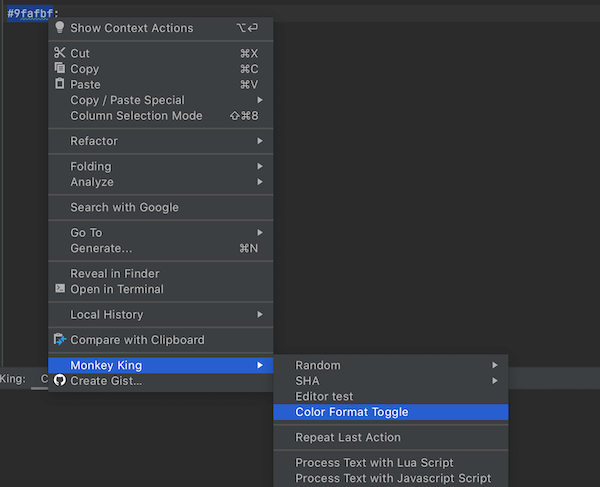 #9fafbf;
Show Context Actions ⌥⏎
Cut ⌘X
Copy ⌘C
Paste ⌘V
Copy / Paste Special
Column Selection Mode ⇧⌘8
Refactor
Folding
Analyze
Search with Google
Go To
Generate... ⌘N
Reveal in Finder
Open in Terminal
Local History
Compare with Clipboard
Monkey King
King: C
Create Gist...
Random
SHA
Editor test
Color Format Toggle
Repeat Last Action
Process Text with Lua Script
Process Text with Javascript Script